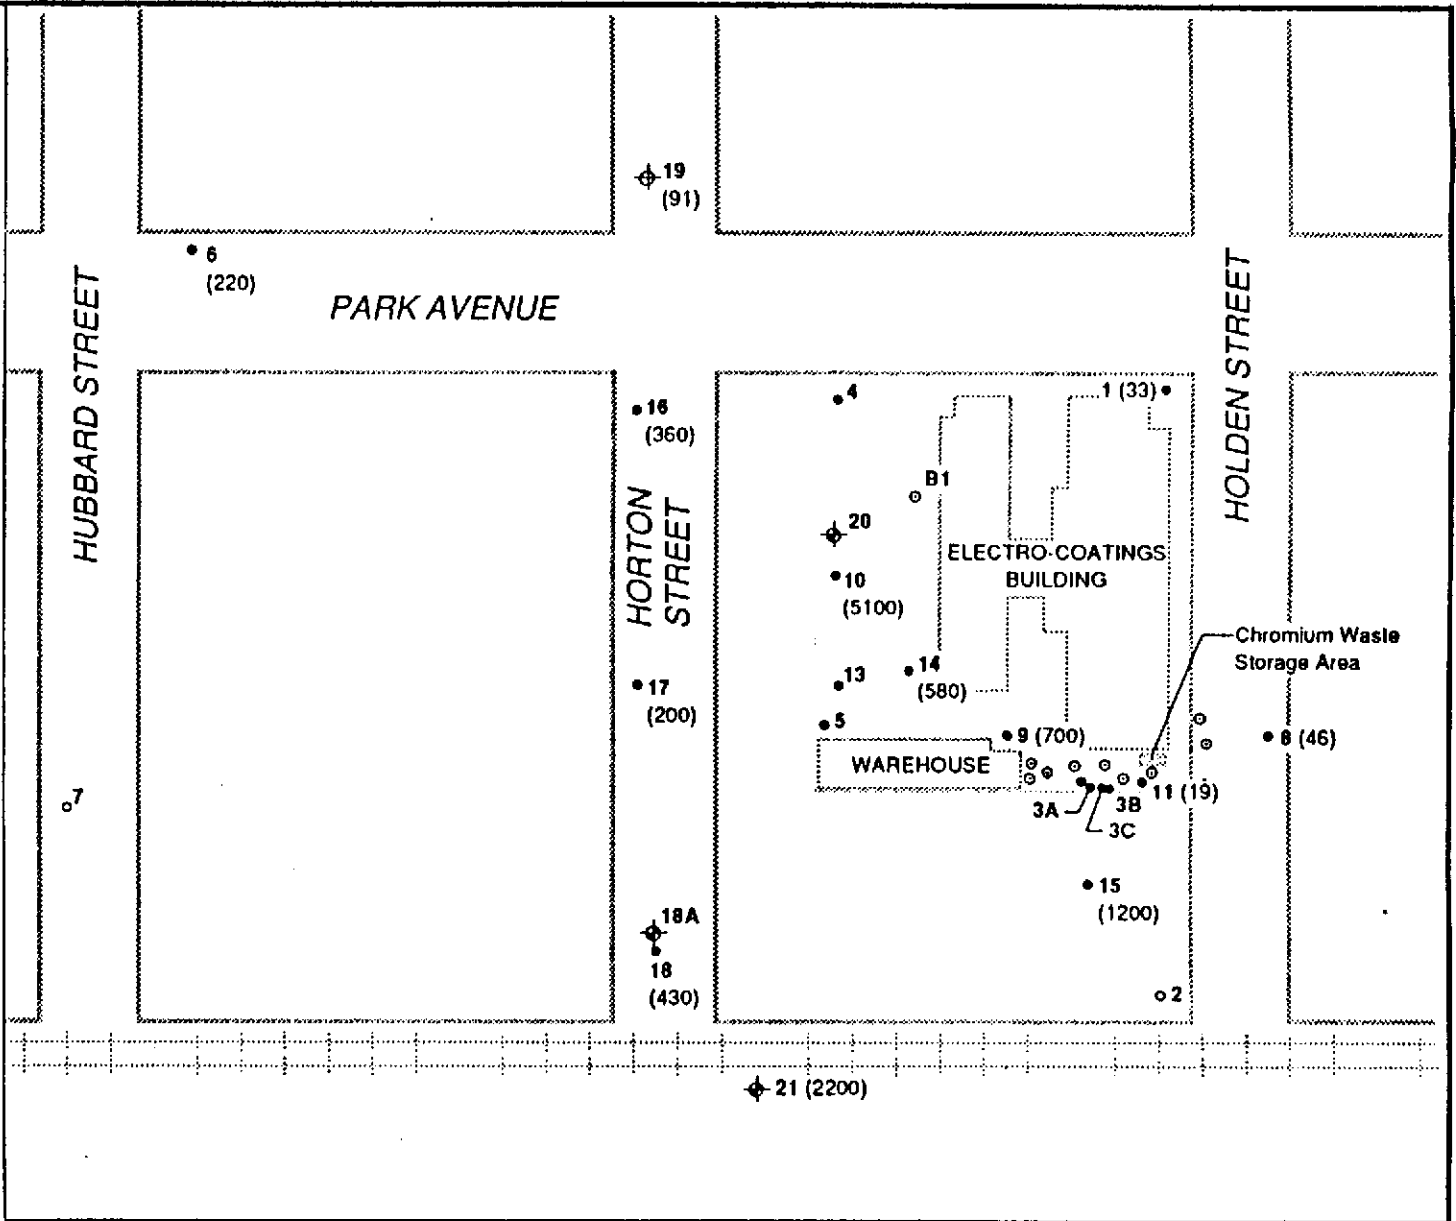 19
(91)
6
(220)
PARK AVENUE
HUBBARD STREET
HOLDEN STREET
16
(360)
4
1 (33)
B1
HORTON
STREET
20
ELECTRO-COATINGS
BUILDING
10
(5100)
Chromium Waste
Storage Area
14
(580)
13
17
(200)
5
9 (700)
8 (46)
WAREHOUSE
7
11 (19)
3B
3A
3C
15
(1200)
18A
18
(430)
2
21 (2200)